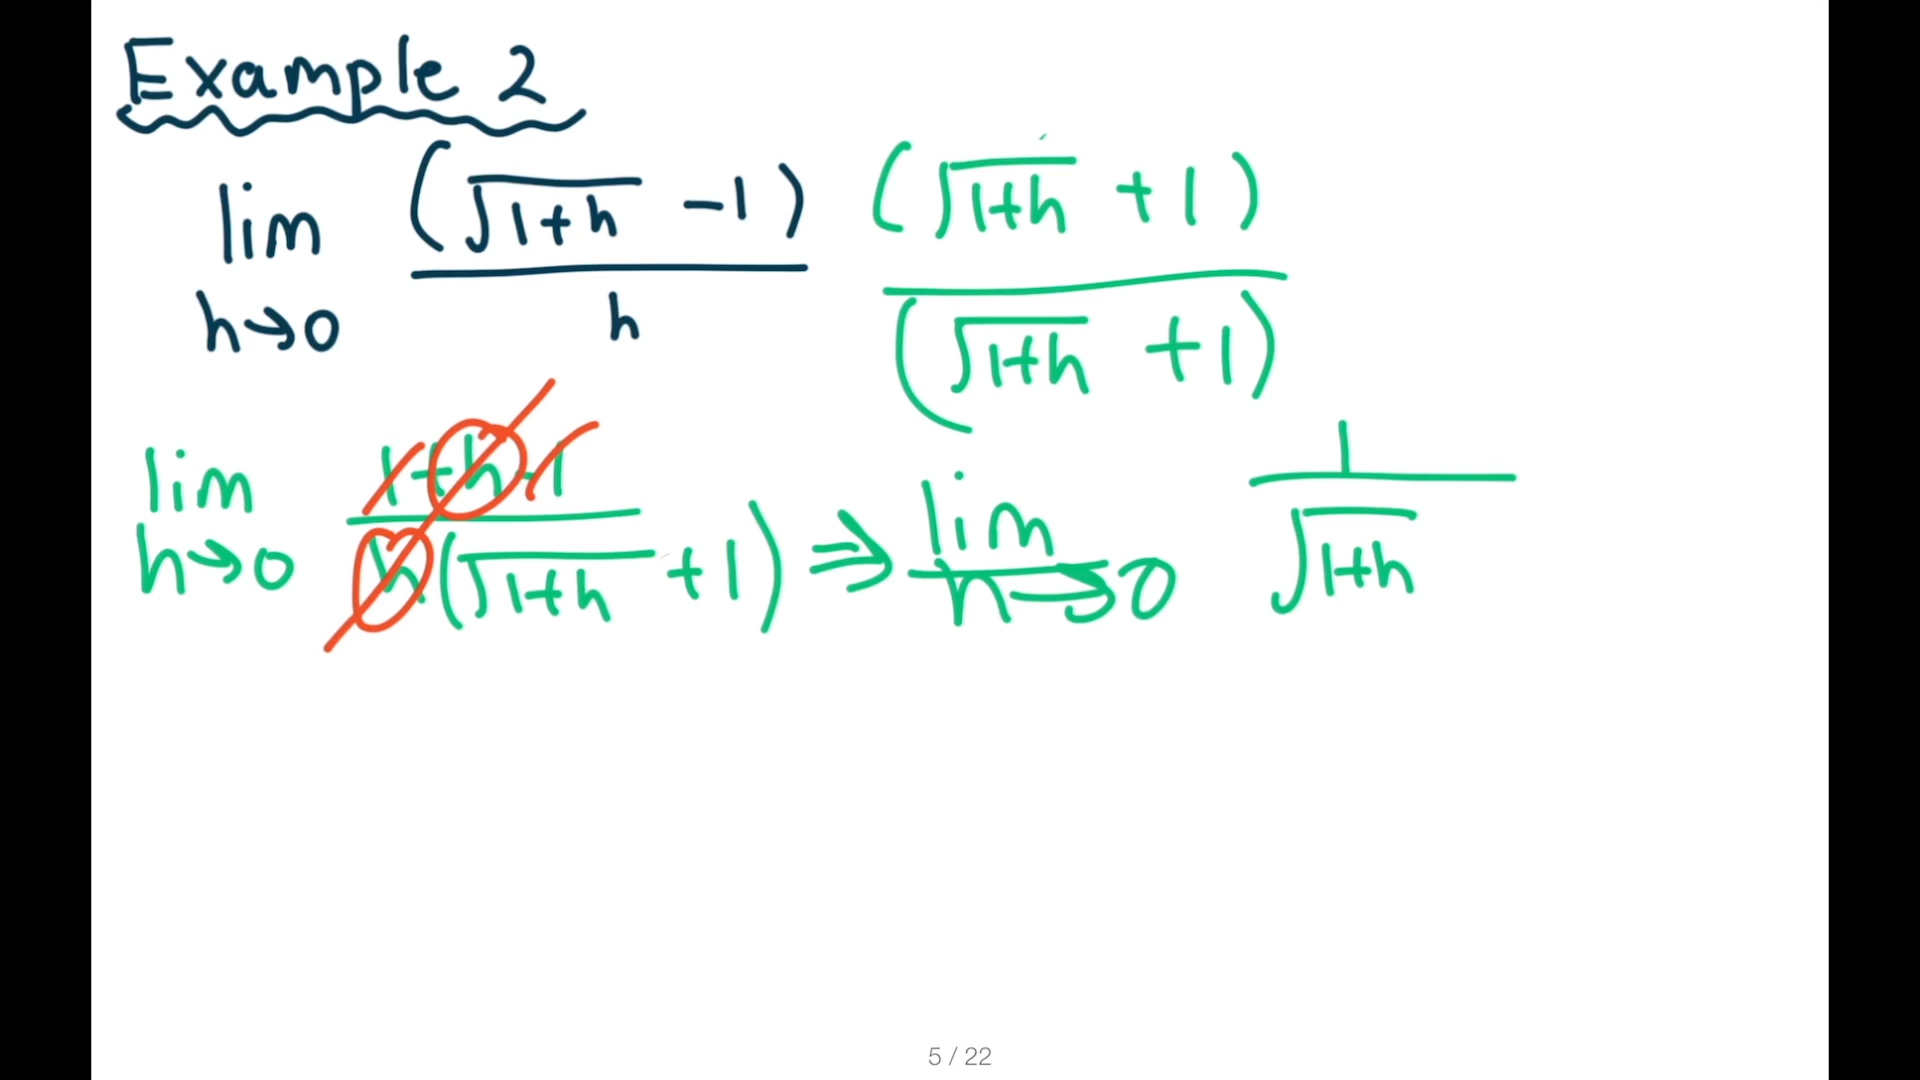 Example 2
lim h→0 (√1+h -1) / h (√1+h +1) / (√1+h +1)
lim h→0 1+h-1 / h(√1+h +1) ⇒ lim h→0 1 / √1+h
5 / 22